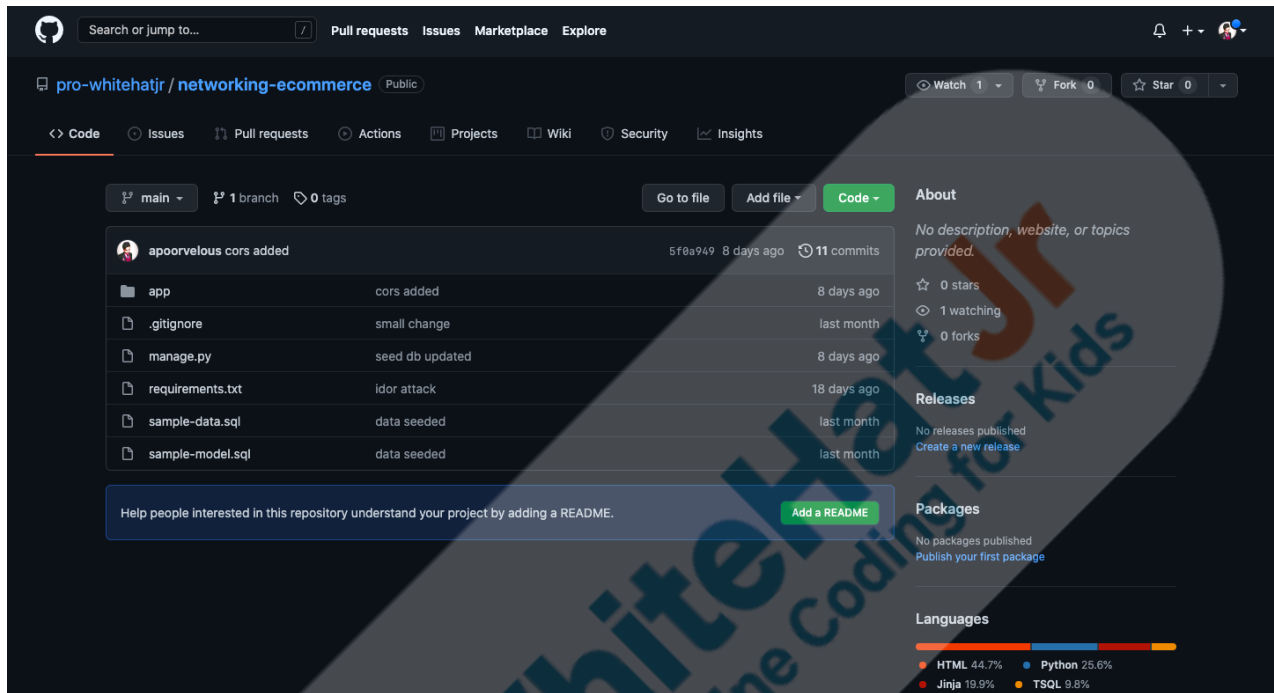 Search or jump to... / Pull requests Issues Marketplace Explore
pro-whitehatjr / networking-ecommerce Public Watch 1 Fork 0 Star 0
<> Code Issues Pull requests Actions Projects Wiki Security Insights
main 1 branch 0 tags Go to file Add file Code
apoorvelous cors added 5f0a949 8 days ago 11 commits
app cors added 8 days ago
.gitignore small change last month
manage.py seed db updated 8 days ago
requirements.txt idor attack 18 days ago
sample-data.sql data seeded last month
sample-model.sql data seeded last month
Help people interested in this repository understand your project by adding a README. Add a README
About
No description, website, or topics
provided.
0 stars
1 watching
0 forks
Releases
No releases published
Create a new release
Packages
No packages published
Publish your first package
Languages
HTML 44.7% Python 25.6%
Jinja 19.9% TSQL 9.8%
WhiteHat Jr
ne Coding for Kids